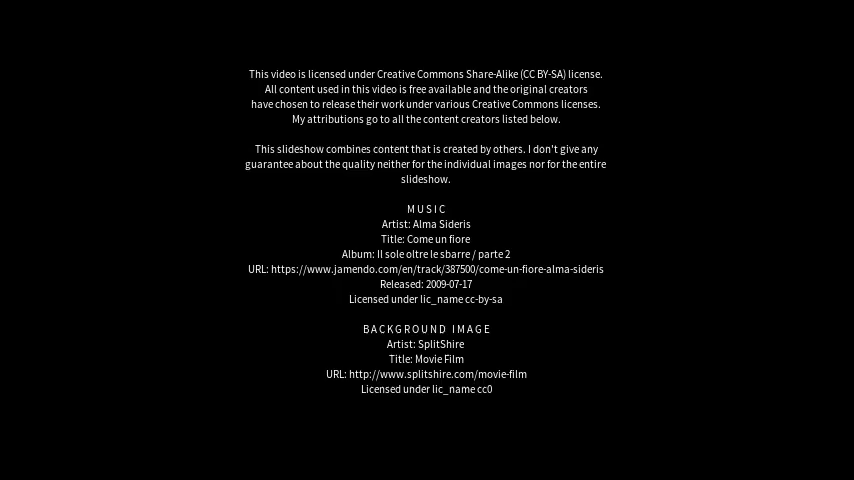 This video is licensed under Creative Commons Share-Alike (CC BY-SA) license.
All content used in this video is free available and the original creators
have chosen to release their work under various Creative Commons licenses.
My attributions go to all the content creators listed below.
This slideshow combines content that is created by others. I don't give any
guarantee about the quality neither for the individual images nor for the entire
slideshow.
MUSIC
Artist: Alma Sideris
Title: Come un fiore
Album: Il sole oltre le sbarre / parte 2
URL: https://www.jamendo.com/en/track/387500/come-un-fiore-alma-sideris
Released: 2009-07-17
Licensed under lic_name cc-by-sa
BACKGROUND IMAGE
Artist: SplitShire
Title: Movie Film
URL: http://www.splitshire.com/movie-film
Licensed under lic_name cc0